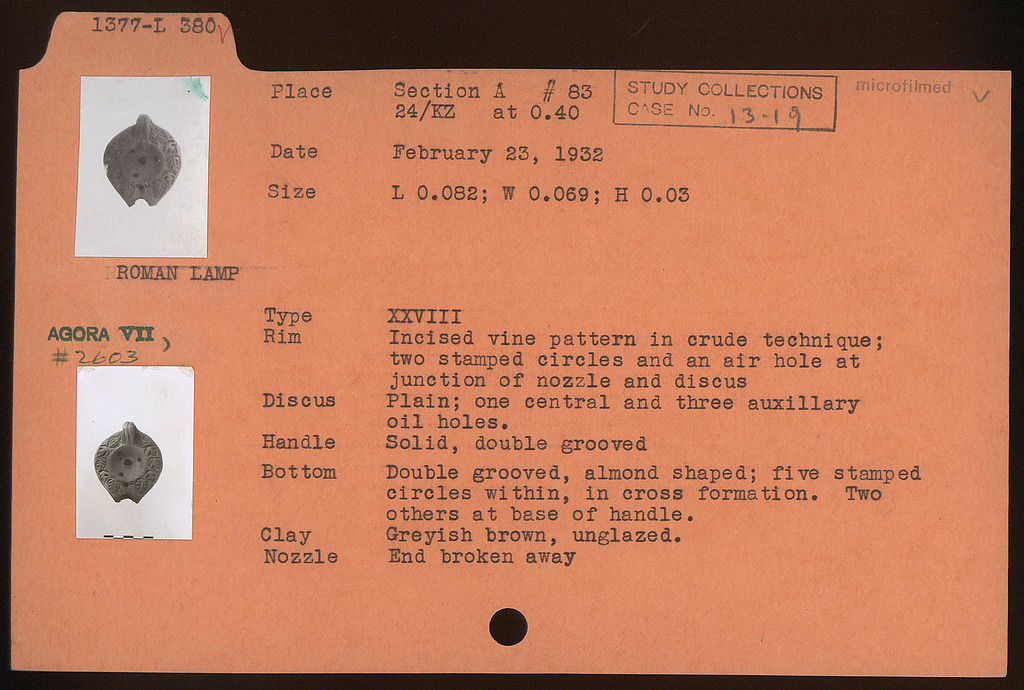 1377-L 380
Place Section A # 83
24/KZ at 0.40
STUDY COLLECTIONS
CASE No. 13-19
microfilmed
Date February 23, 1932
Size L 0.082; W 0.069; H 0.03
ROMAN LAMP
AGORA VII,
#2603
Type XXVIII
Rim Incised vine pattern in crude technique;
two stamped circles and an air hole at
junction of nozzle and discus
Discus Plain; one central and three auxillary
oil holes.
Handle Solid, double grooved
Bottom Double grooved, almond shaped; five stamped
circles within, in cross formation. Two
others at base of handle.
Clay Greyish brown, unglazed.
Nozzle End broken away